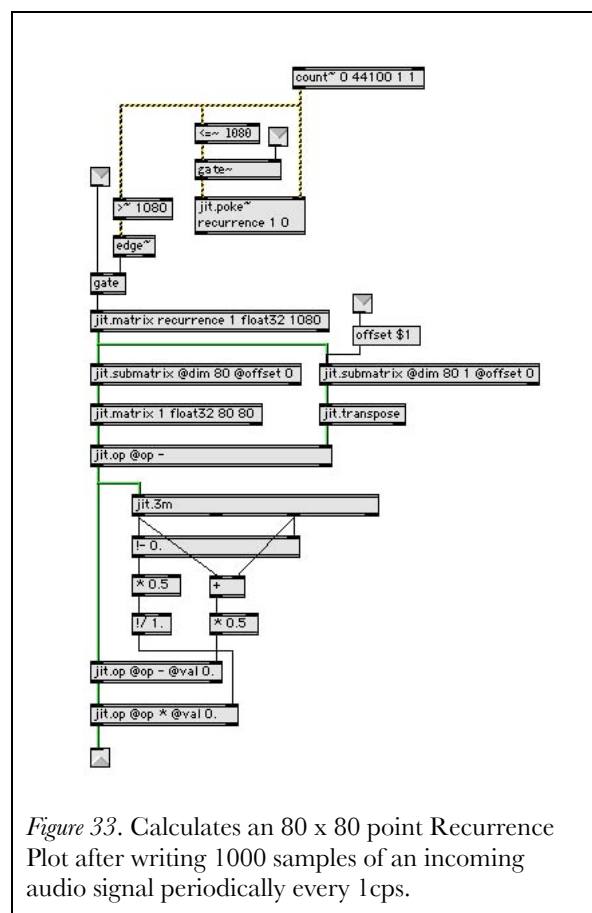 count~ 0 44100 1 1
<=~ 1080
gate~
>~ 1080
jit.poke~
recurrence 1 0
edge~
gate
jit.matrix recurrence 1 float32 1080
offset $1
jit.submatrix @dim 80 @offset 0
jit.submatrix @dim 80 1 @offset 0
jit.matrix 1 float32 80 80
jit.transpose
jit.op @op -
jit.3m
!- 0.
* 0.5
+
!/ 1.
* 0.5
jit.op @op - @val 0.
jit.op @op * @val 0.
Figure 33. Calculates an 80 x 80 point Recurrence
Plot after writing 1000 samples of an incoming
audio signal periodically every 1cps.